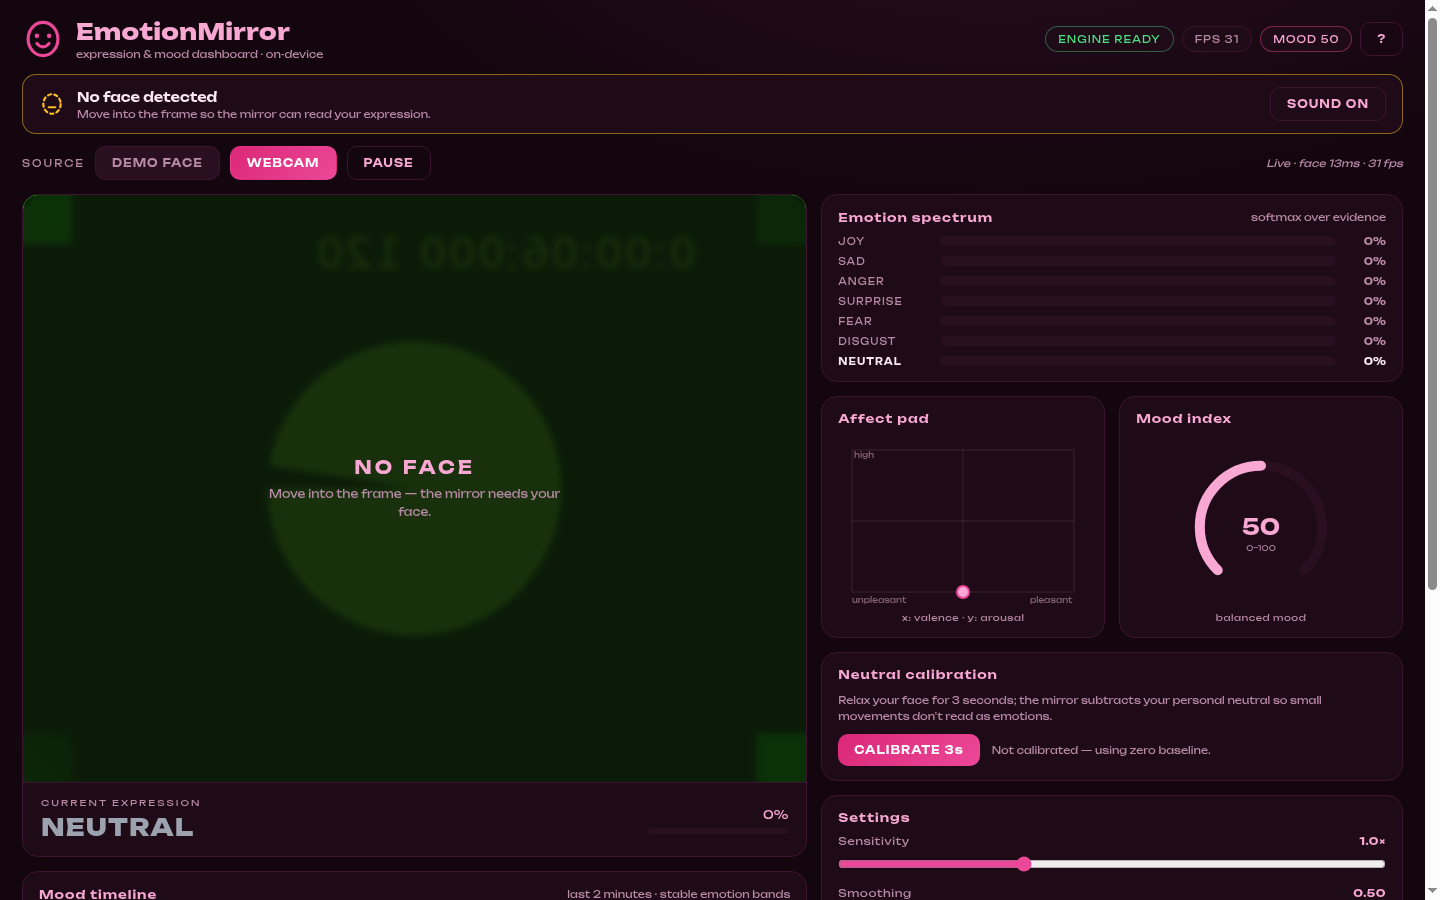 EmotionMirror
expression & mood dashboard · on-device
ENGINE READY
FPS 31
MOOD 50
?
No face detected
Move into the frame so the mirror can read your expression.
SOUND ON
SOURCE
DEMO FACE
WEBCAM
PAUSE
Live · face 13ms · 31 fps
0:00:06:000 120
NO FACE
Move into the frame — the mirror needs your
face.
CURRENT EXPRESSION
NEUTRAL
0%
Mood timeline
last 2 minutes · stable emotion bands
Emotion spectrum
softmax over evidence
JOY 0%
SAD 0%
ANGER 0%
SURPRISE 0%
FEAR 0%
DISGUST 0%
NEUTRAL 0%
Affect pad
high
unpleasant
pleasant
x: valence · y: arousal
Mood index
50
0–100
balanced mood
Neutral calibration
Relax your face for 3 seconds; the mirror subtracts your personal neutral so small
movements don't read as emotions.
CALIBRATE 3s
Not calibrated — using zero baseline.
Settings
Sensitivity
1.0×
Smoothing
0.50